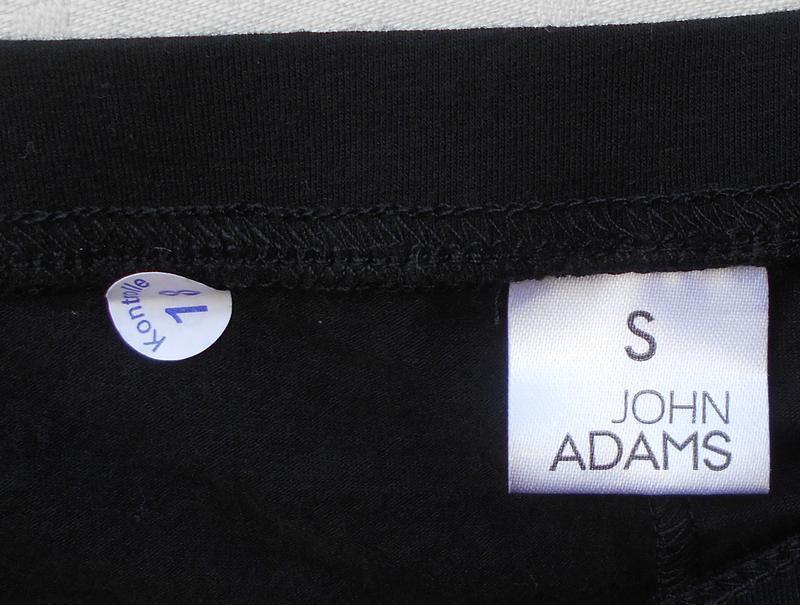 Kontrolle
18
S
JOHN
ADAMS